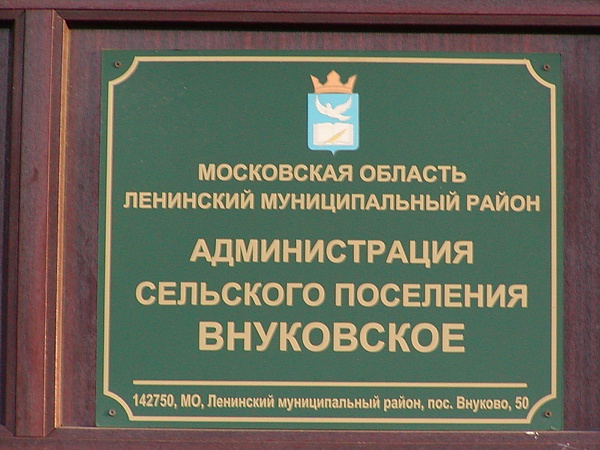 МОСКОВСКАЯ ОБЛАСТЬ
ЛЕНИНСКИЙ МУНИЦИПАЛЬНЫЙ РАЙОН
АДМИНИСТРАЦИЯ
СЕЛЬСКОГО ПОСЕЛЕНИЯ
ВНУКОВСКОЕ
142750, МО, Ленинский муниципальный район, пос. Внуково, 50